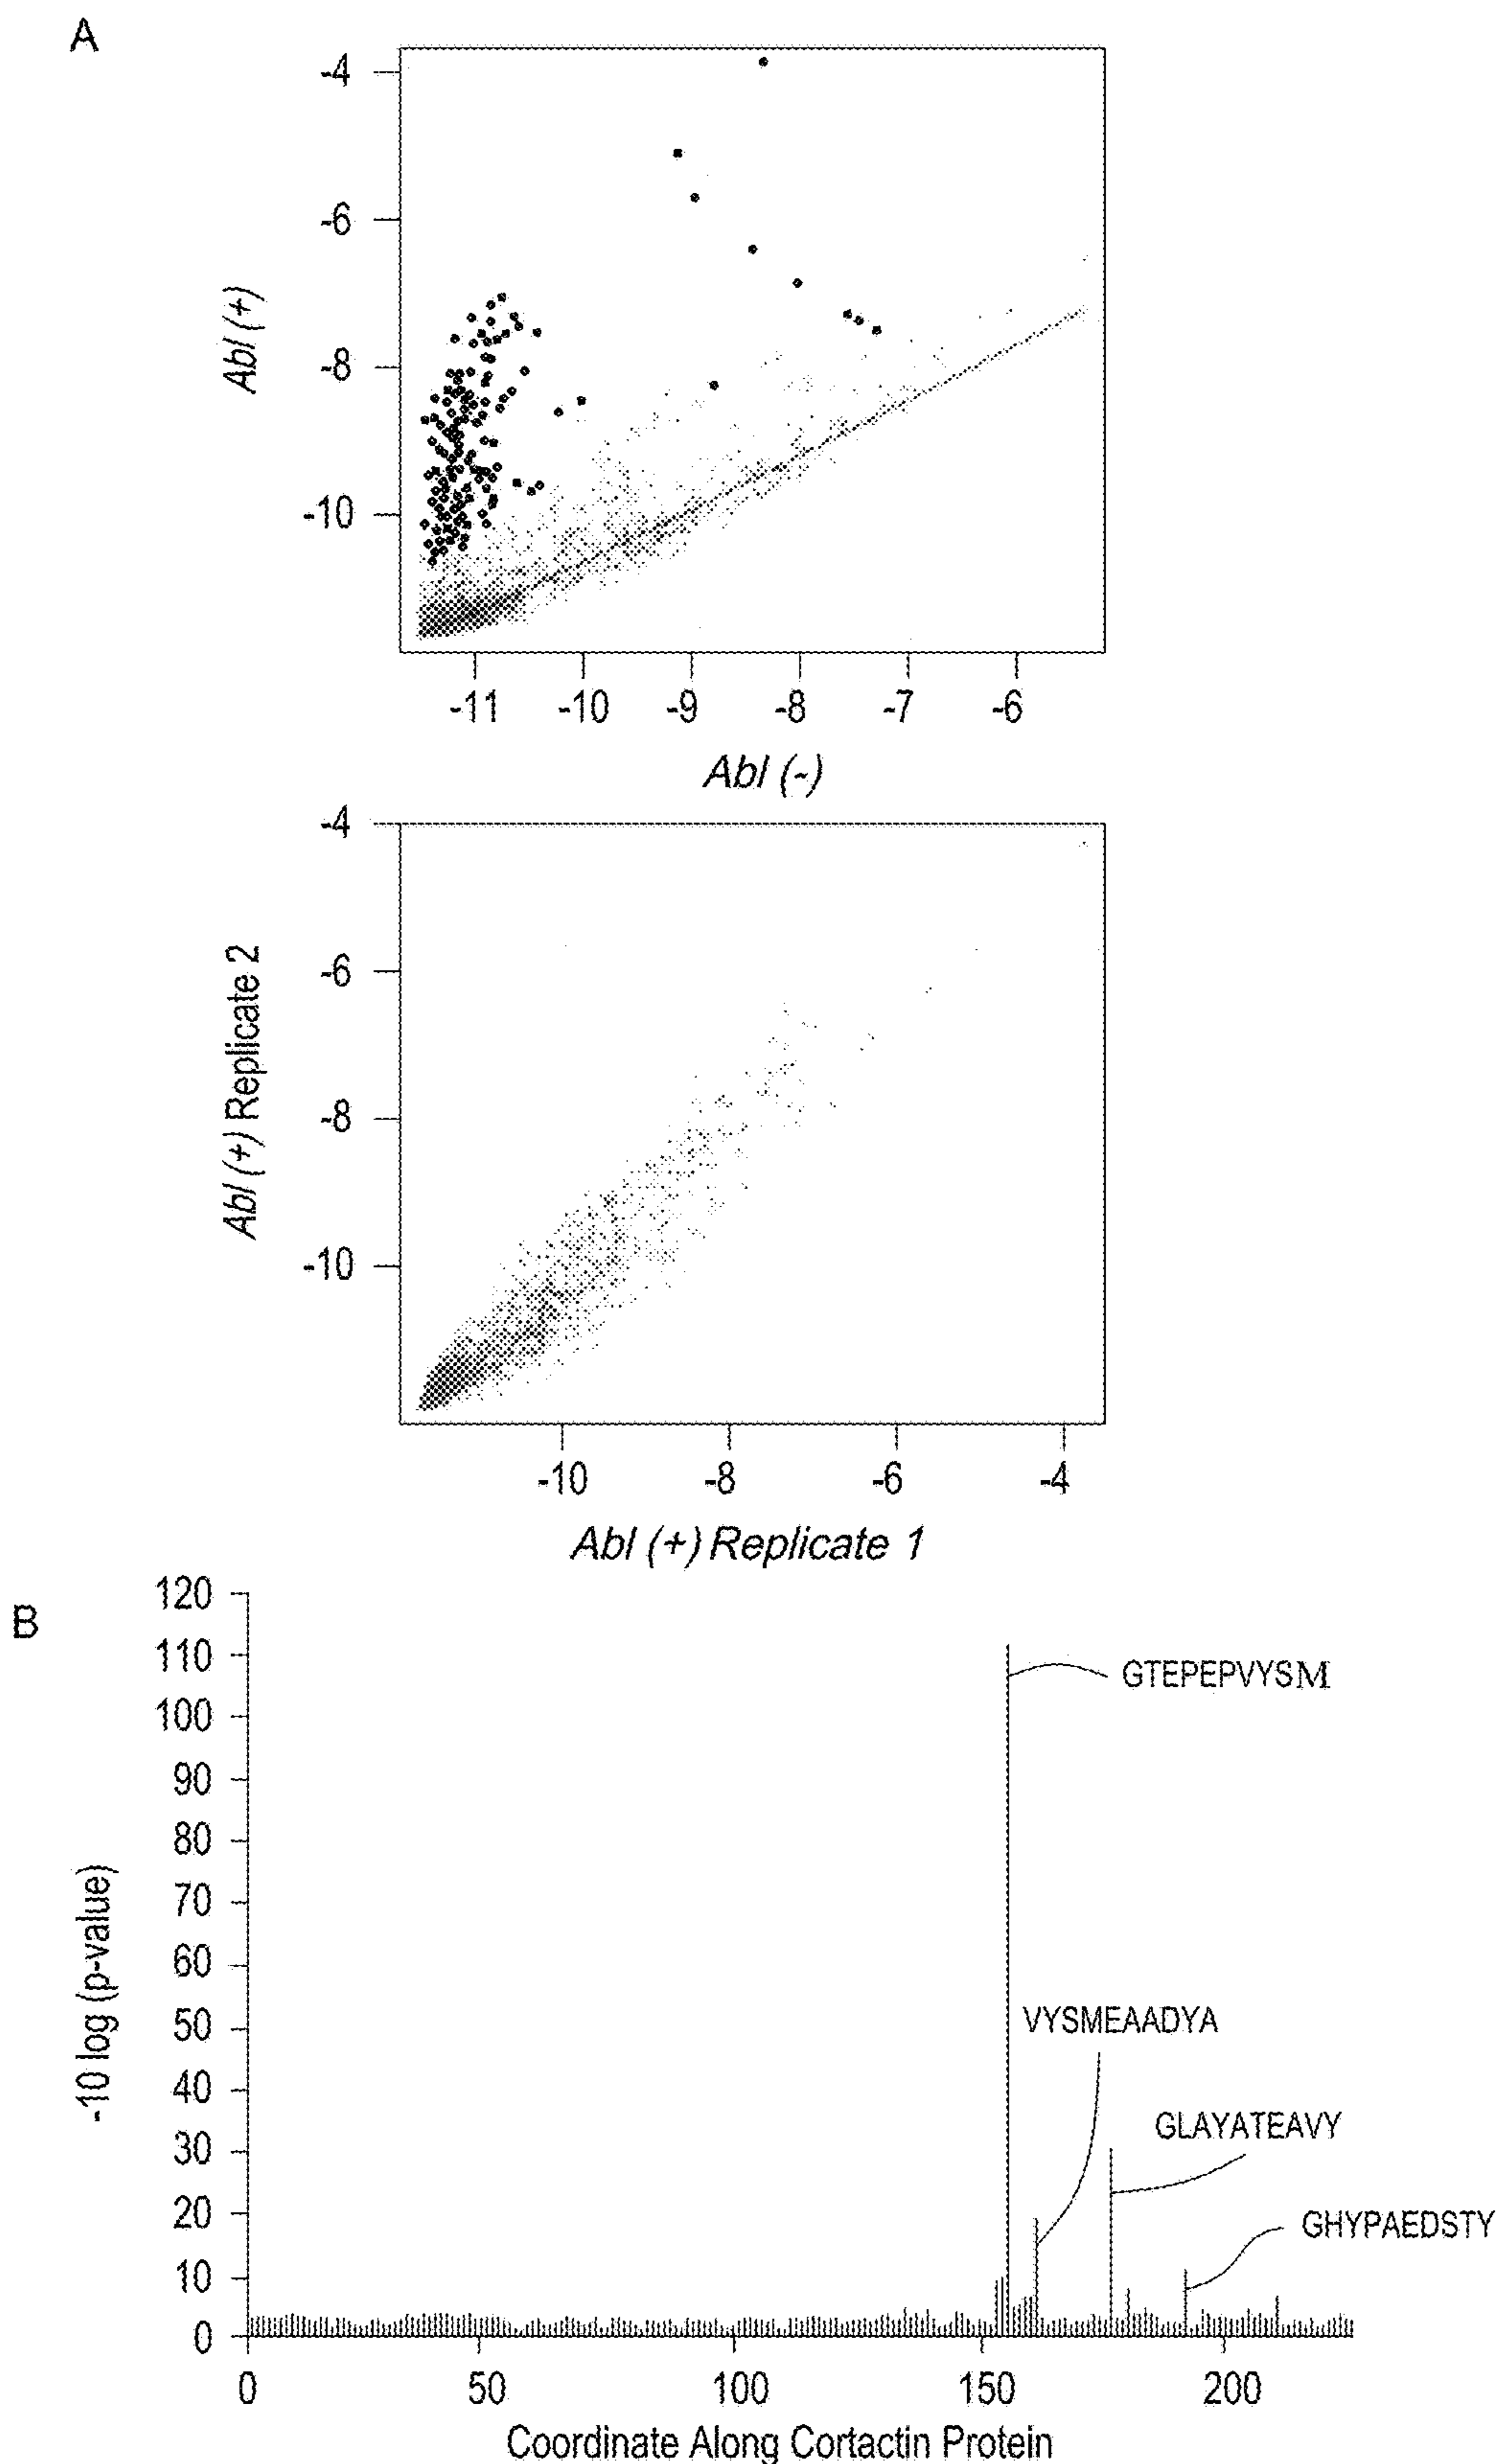 A
-4
-6
-8
-10
Abl (+)
-11 -10 -9 -8 -7 -6
Abl (-)
-4
-6
-8
-10
Abl (+) Replicate 2
-10 -8 -6 -4
Abl (+) Replicate 1
B
120
110
100
90
80
70
60
50
40
30
20
10
0
-10 log (p-value)
GTEPEPVYSM
VYSMEAADYA
GLAYATEAVY
GHYPAEDSTY
0 50 100 150 200
Coordinate Along Cortactin Protein